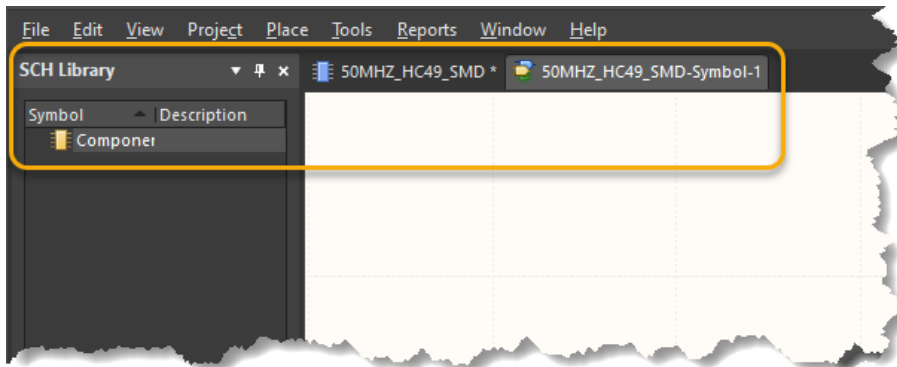 File Edit View Project Place Tools Reports Window Help
SCH Library 50MHZ_HC49_SMD * 50MHZ_HC49_SMD-Symbol-1
Symbol Description
Componer